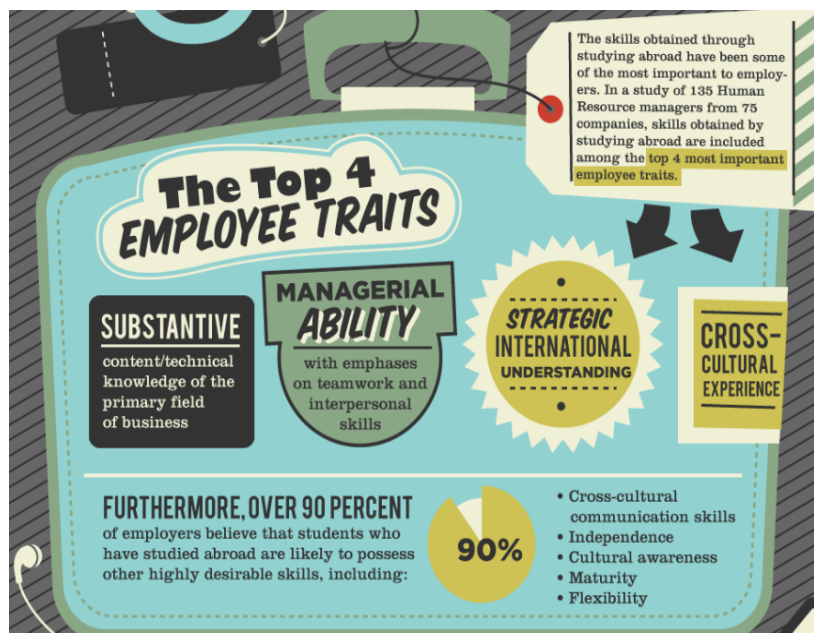 The skills obtained through
studying abroad have been some
of the most important to employ-
ers. In a study of 135 Human
Resource managers from 75
companies, skills obtained by
studying abroad are included
among the top 4 most important
employee traits.
The Top 4
EMPLOYEE TRAITS
SUBSTANTIVE
content/technical
knowledge of the
primary field
of business
MANAGERIAL
ABILITY
with emphases
on teamwork and
interpersonal
skills
STRATEGIC
INTERNATIONAL
UNDERSTANDING
CROSS-
CULTURAL
EXPERIENCE
FURTHERMORE, OVER 90 PERCENT
of employers believe that students who
have studied abroad are likely to possess
other highly desirable skills, including:
90%
• Cross-cultural
communication skills
• Independence
• Cultural awareness
• Maturity
• Flexibility